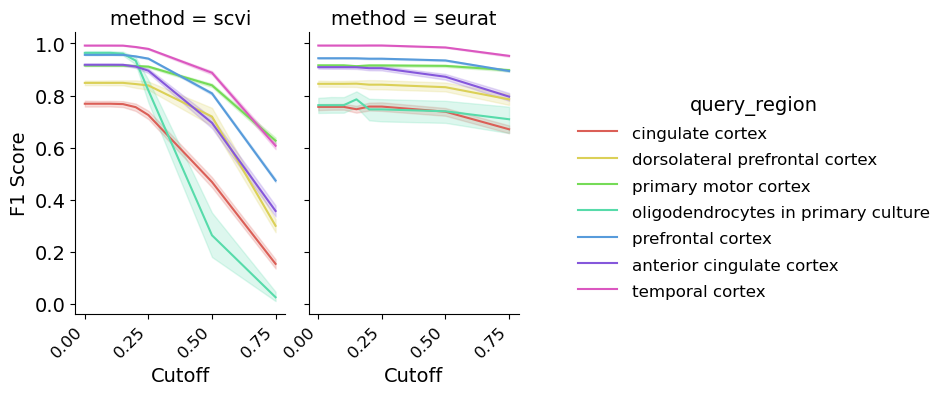 method = scvi
method = seurat
F1 Score
1.0
0.8
0.6
0.4
0.2
0.0
0.00
0.25
0.50
0.75
Cutoff
0.00
0.25
0.50
0.75
Cutoff
query_region
cingulate cortex
dorsolateral prefrontal cortex
primary motor cortex
oligodendrocytes in primary culture
prefrontal cortex
anterior cingulate cortex
temporal cortex